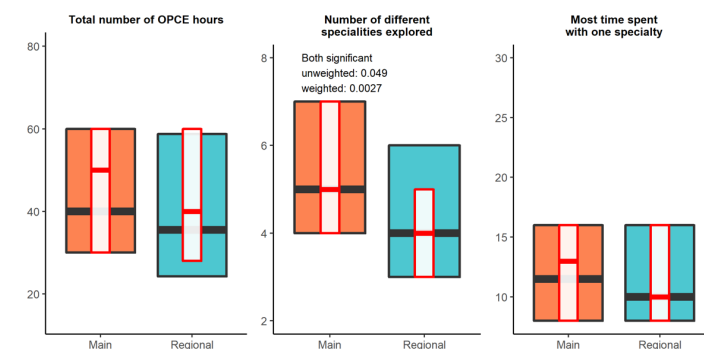 Total number of OPCE hours
80
60
40
20
Main
Regional
Number of different
specialities explored
Both significant
unweighted: 0.049
weighted: 0.0027
8
6
4
2
Main
Regional
Most time spent
with one specialty
30
25
20
15
10
Main
Regional